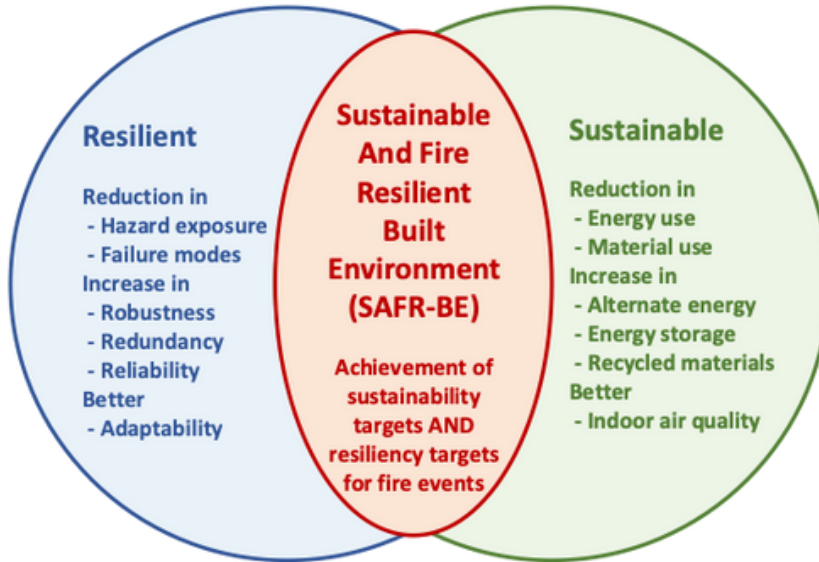 Resilient
Reduction in
- Hazard exposure
- Failure modes
Increase in
- Robustness
- Redundancy
- Reliability
Better
- Adaptability
Sustainable
And Fire
Resilient
Built
Environment
(SAFR-BE)
Achievement of
sustainability
targets AND
resiliency targets
for fire events
Sustainable
Reduction in
- Energy use
- Material use
Increase in
- Alternate energy
- Energy storage
- Recycled materials
Better
- Indoor air quality